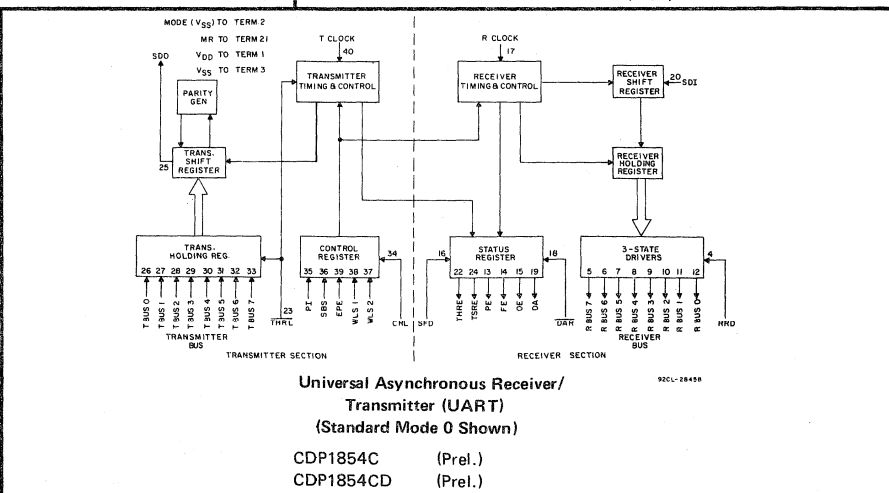 MODE (VSS) TO TERM. 2
MR TO TERM 21
VDD TO TERM 1
VSS TO TERM 3
SDO
PARITY
GEN
25
TRANS.
SHIFT
REGISTER
T CLOCK
40
TRANSMITTER
TIMING & CONTROL
R CLOCK
17
RECEIVER
TIMING & CONTROL
RECEIVER
SHIFT
REGISTER
20
SDI
RECEIVER
HOLDING
REGISTER
TRANS.
HOLDING REG.
26 27 28 29 30 31 32 33
T BUS 0
T BUS 1
T BUS 2
T BUS 3
T BUS 4
T BUS 5
T BUS 6
T BUS 7
TRANSMITTER
BUS
23
THRL
CONTROL
REGISTER
35 36 39 38 37
PI
SBS
EPE
WLS 1
WLS 2
34
CRL
16
SFD
STATUS
REGISTER
22 24 13 14 15 19
THRE
TSRE
PE
FE
OE
DA
18
DAR
3-STATE
DRIVERS
5 6 7 8 9 10 11 12
R BUS 7
R BUS 6
R BUS 5
R BUS 4
R BUS 3
R BUS 2
R BUS 1
R BUS 0
RECEIVER
BUS
4
RRD
TRANSMITTER SECTION
RECEIVER SECTION
92CL-28458
Universal Asynchronous Receiver/
Transmitter (UART)
(Standard Mode 0 Shown)
CDP1854C (Prel.)
CDP1854CD (Prel.)